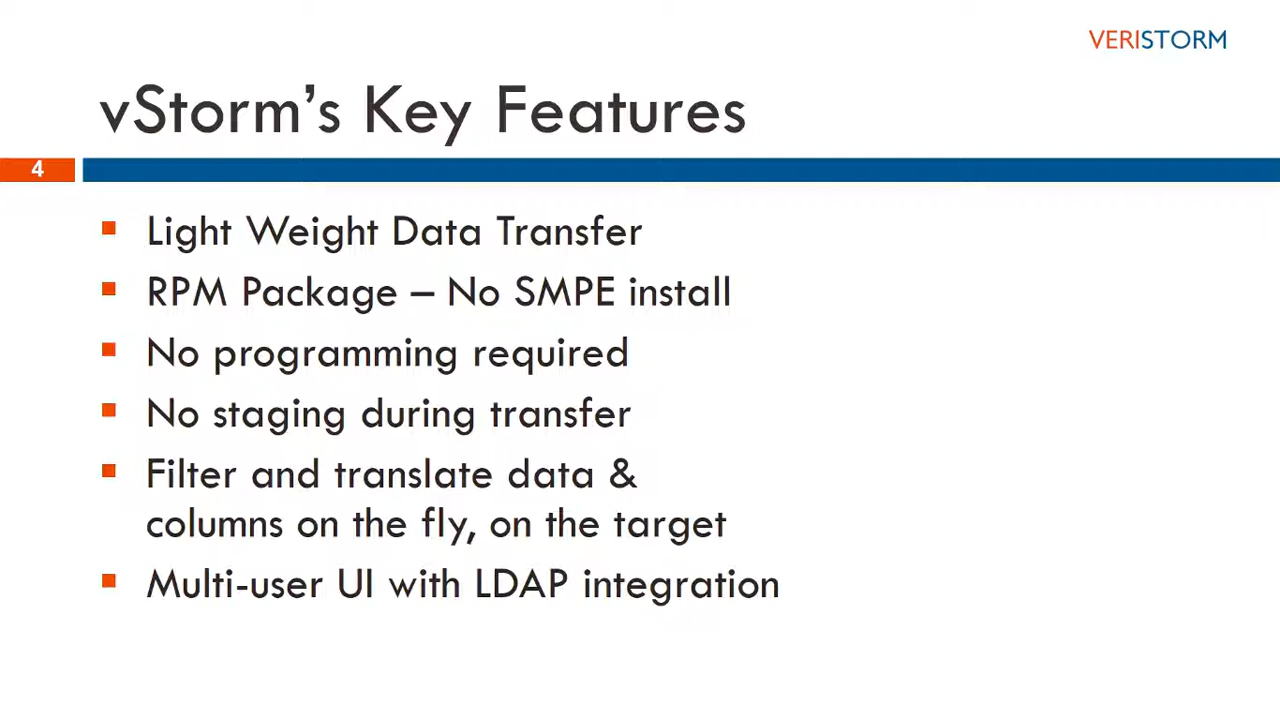 VERISTORM
vStorm’s Key Features
4
Light Weight Data Transfer
RPM Package – No SMPE install
No programming required
No staging during transfer
Filter and translate data &
columns on the fly, on the target
Multi-user UI with LDAP integration